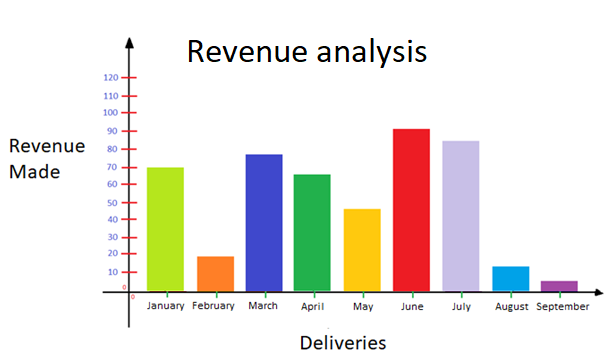 Revenue analysis
Revenue
Made
120
110
100
90
80
70
60
50
40
30
20
10
0
0
January February March April May June July August September
Deliveries